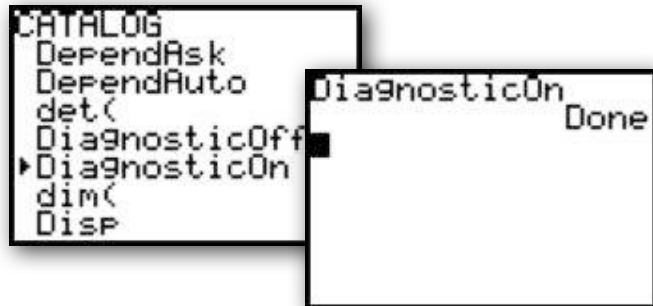 CATALOG
DependAsk
DependAuto
det(
DiagnosticOff
▸DiagnosticOn
dim(
Disp
DiagnosticOn
Done